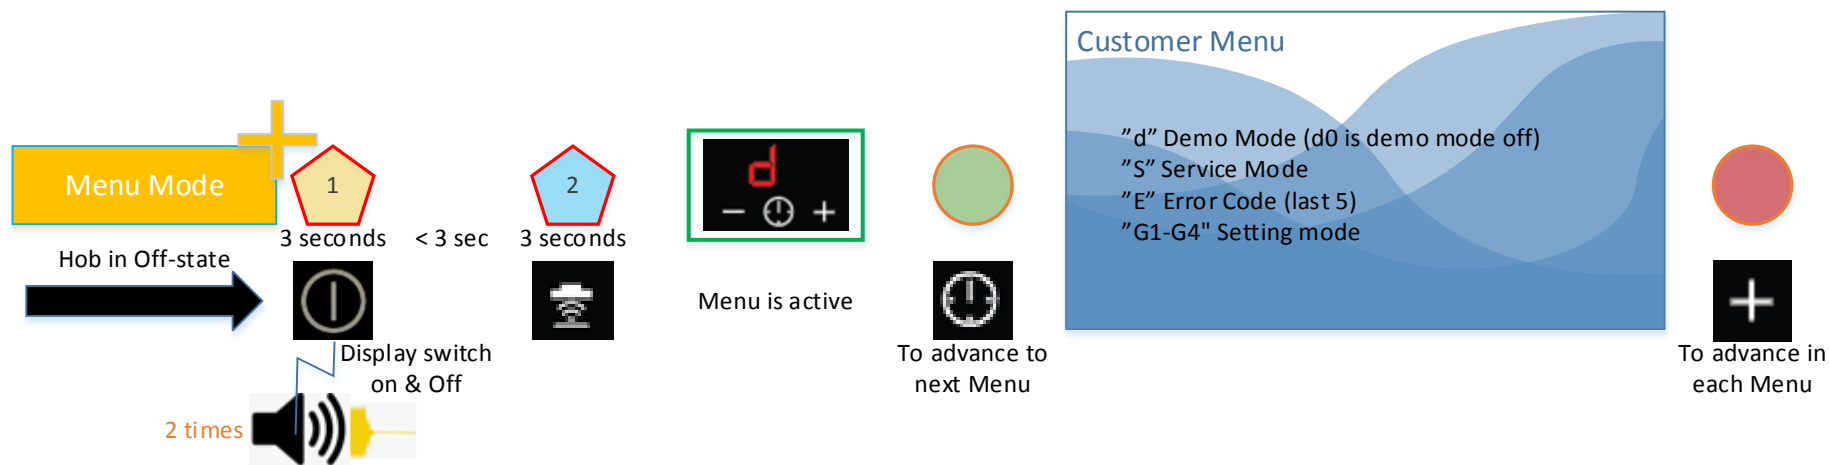 Menu Mode
1
2
3 seconds
< 3 sec
3 seconds
Hob in Off-state
Display switch
on & Off
2 times
d
Menu is active
To advance to
next Menu
Customer Menu
”d” Demo Mode (d0 is demo mode off)
”S” Service Mode
”E” Error Code (last 5)
”G1-G4" Setting mode
To advance in
each Menu